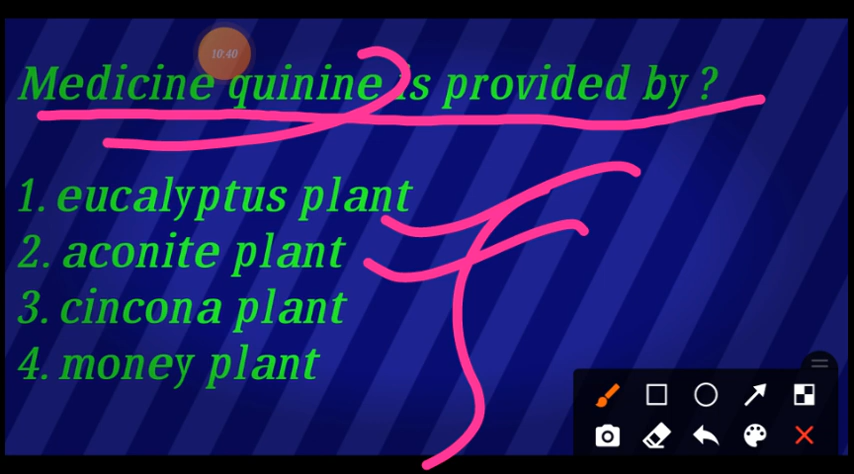 10:40
Medicine quinine is provided by ?
1. eucalyptus plant
2. aconite plant
3. cincona plant
4. money plant